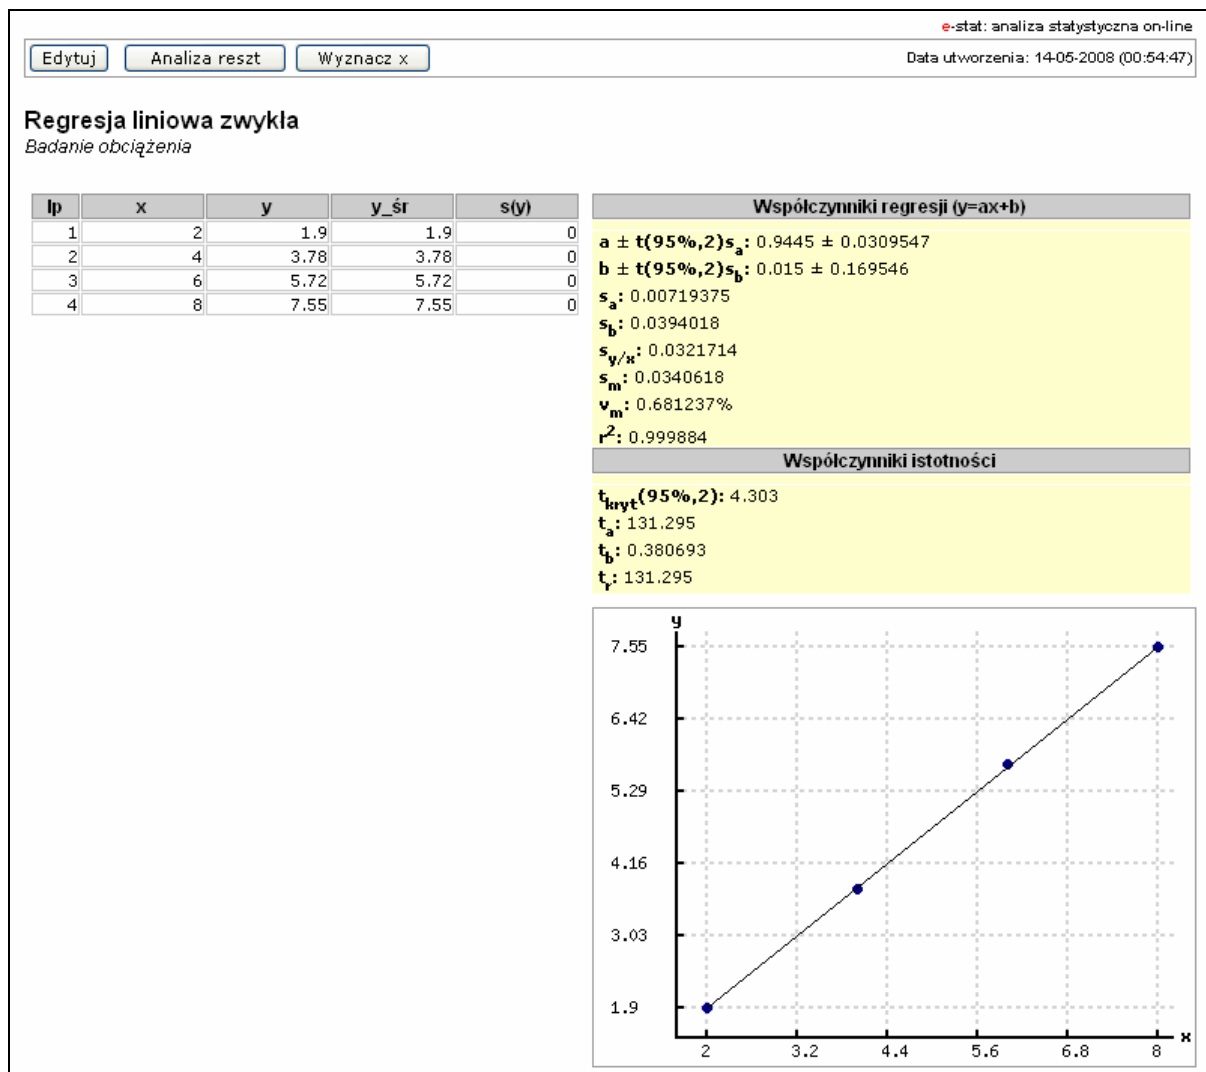 e-stat: analiza statystyczna on-line
Edytuj Analiza reszt Wyznacz x Data utworzenia: 14-05-2008 (00:54:47)
Regresja liniowa zwykła
Badanie obciążenia
lp x y y_śr s(y)
1 2 1.9 1.9 0
2 4 3.78 3.78 0
3 6 5.72 5.72 0
4 8 7.55 7.55 0
Współczynniki regresji (y=ax+b)
a ± t(95%,2)sa: 0.9445 ± 0.0309547
b ± t(95%,2)sb: 0.015 ± 0.169546
sa: 0.00719375
sb: 0.0394018
sy/x: 0.0321714
sm: 0.0340618
vm: 0.681237%
r2: 0.999884
Współczynniki istotności
tkryt(95%,2): 4.303
ta: 131.295
tb: 0.380693
tr: 131.295
y
7.55
6.42
5.29
4.16
3.03
1.9
x
2 3.2 4.4 5.6 6.8 8